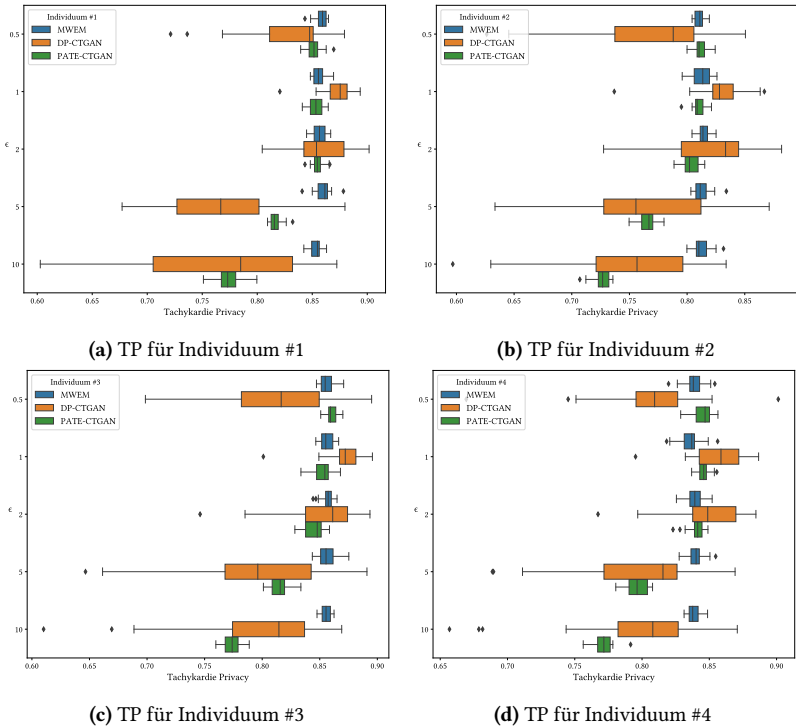 Individuum #1
MWEM
DP-CTGAN
PATE-CTGAN
0.5
1
ϵ
2
5
10
0.60 0.65 0.70 0.75 0.80 0.85 0.90
Tachykardie Privacy
(a) TP für Individuum #1
Individuum #2
MWEM
DP-CTGAN
PATE-CTGAN
0.5
1
ϵ
2
5
10
0.60 0.65 0.70 0.75 0.80 0.85
Tachykardie Privacy
(b) TP für Individuum #2
Individuum #3
MWEM
DP-CTGAN
PATE-CTGAN
0.5
1
ϵ
2
5
10
0.60 0.65 0.70 0.75 0.80 0.85 0.90
Tachykardie Privacy
(c) TP für Individuum #3
Individuum #4
MWEM
DP-CTGAN
PATE-CTGAN
0.5
1
ϵ
2
5
10
0.65 0.70 0.75 0.80 0.85 0.90
Tachykardie Privacy
(d) TP für Individuum #4